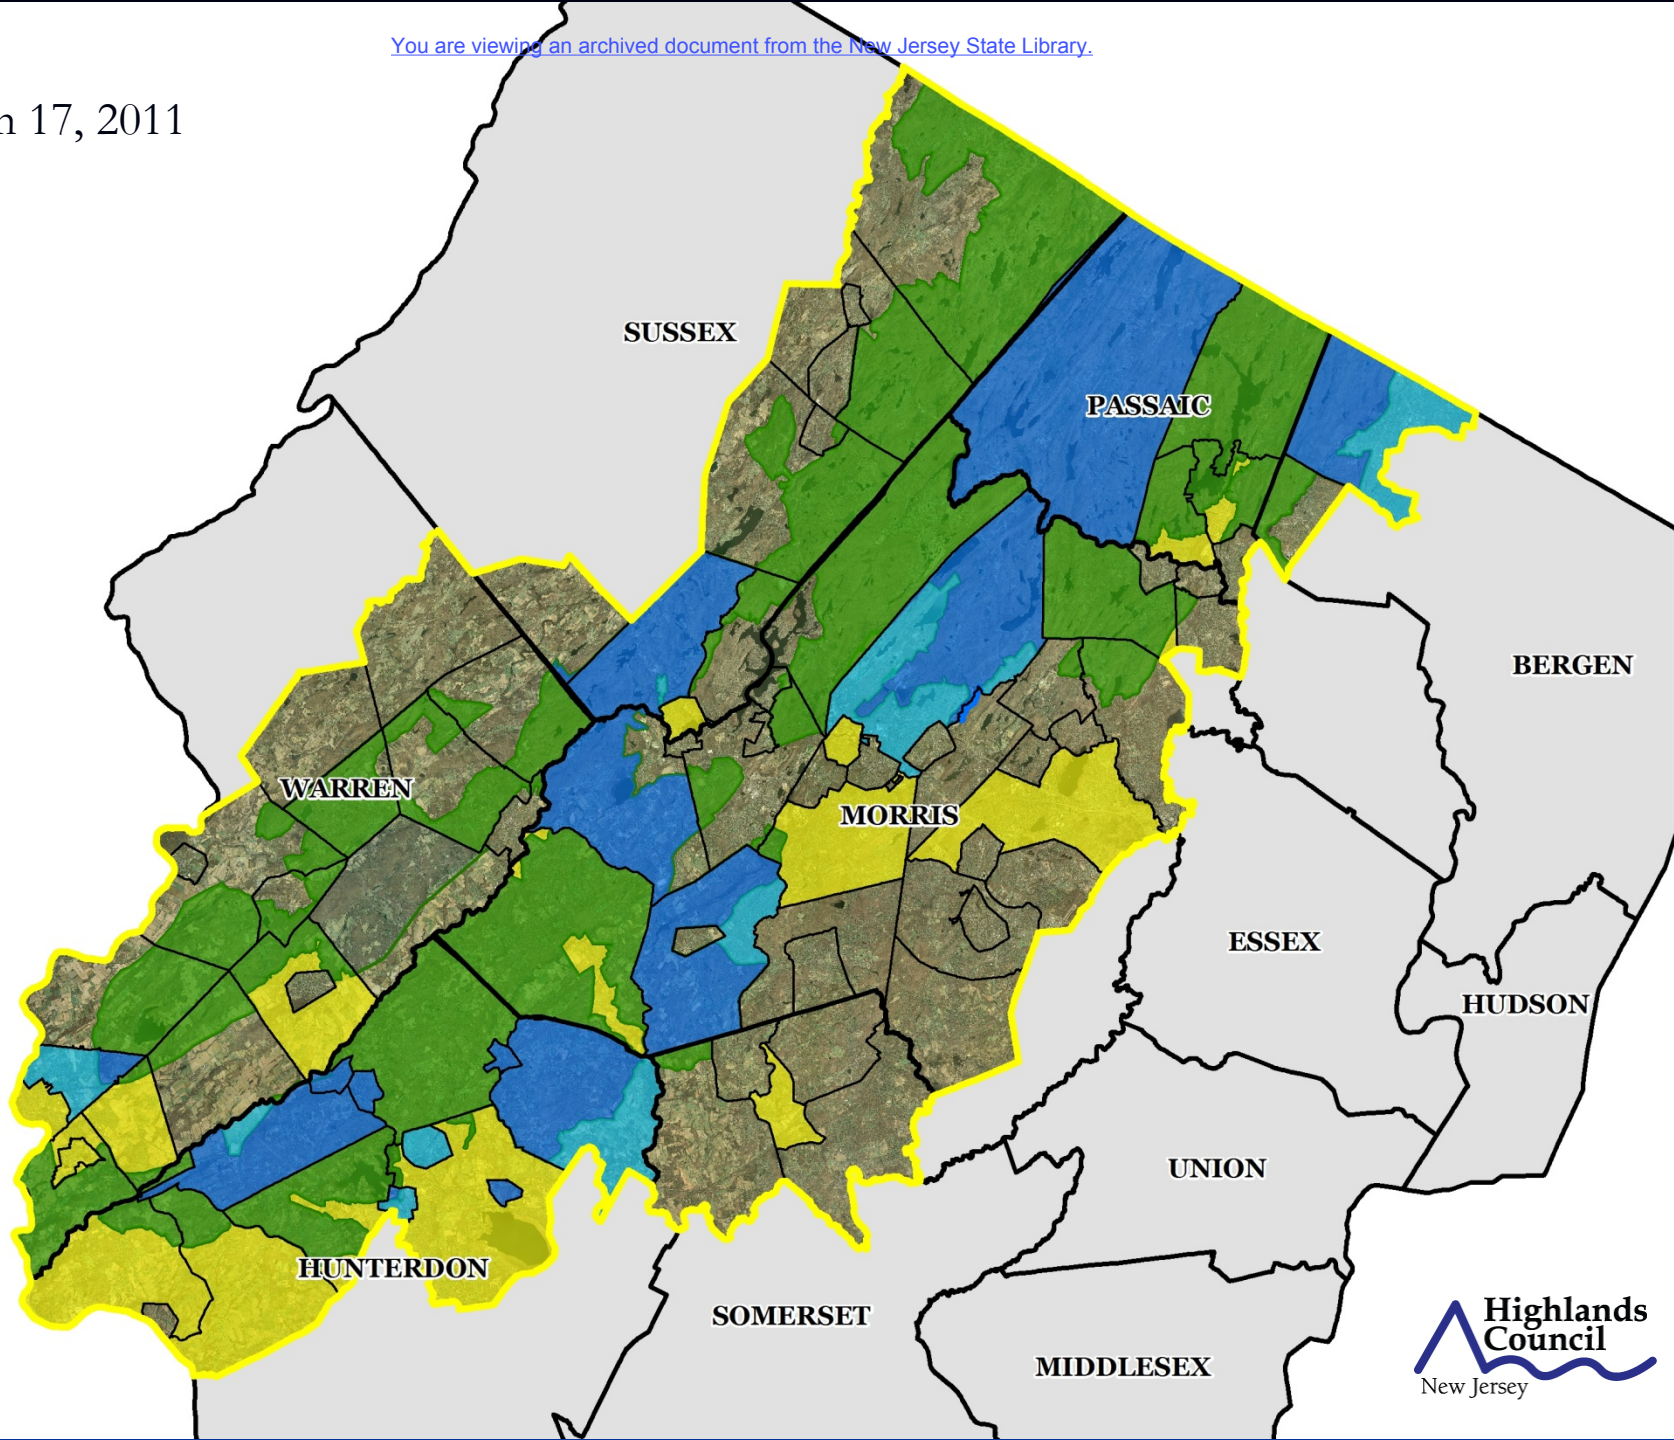 You are viewing an archived document from the New Jersey State Library.
17, 2011
SUSSEX
PASSAIC
BERGEN
WARREN
MORRIS
ESSEX
HUDSON
UNION
HUNTERDON
SOMERSET
MIDDLESEX
Highlands
Council
New Jersey